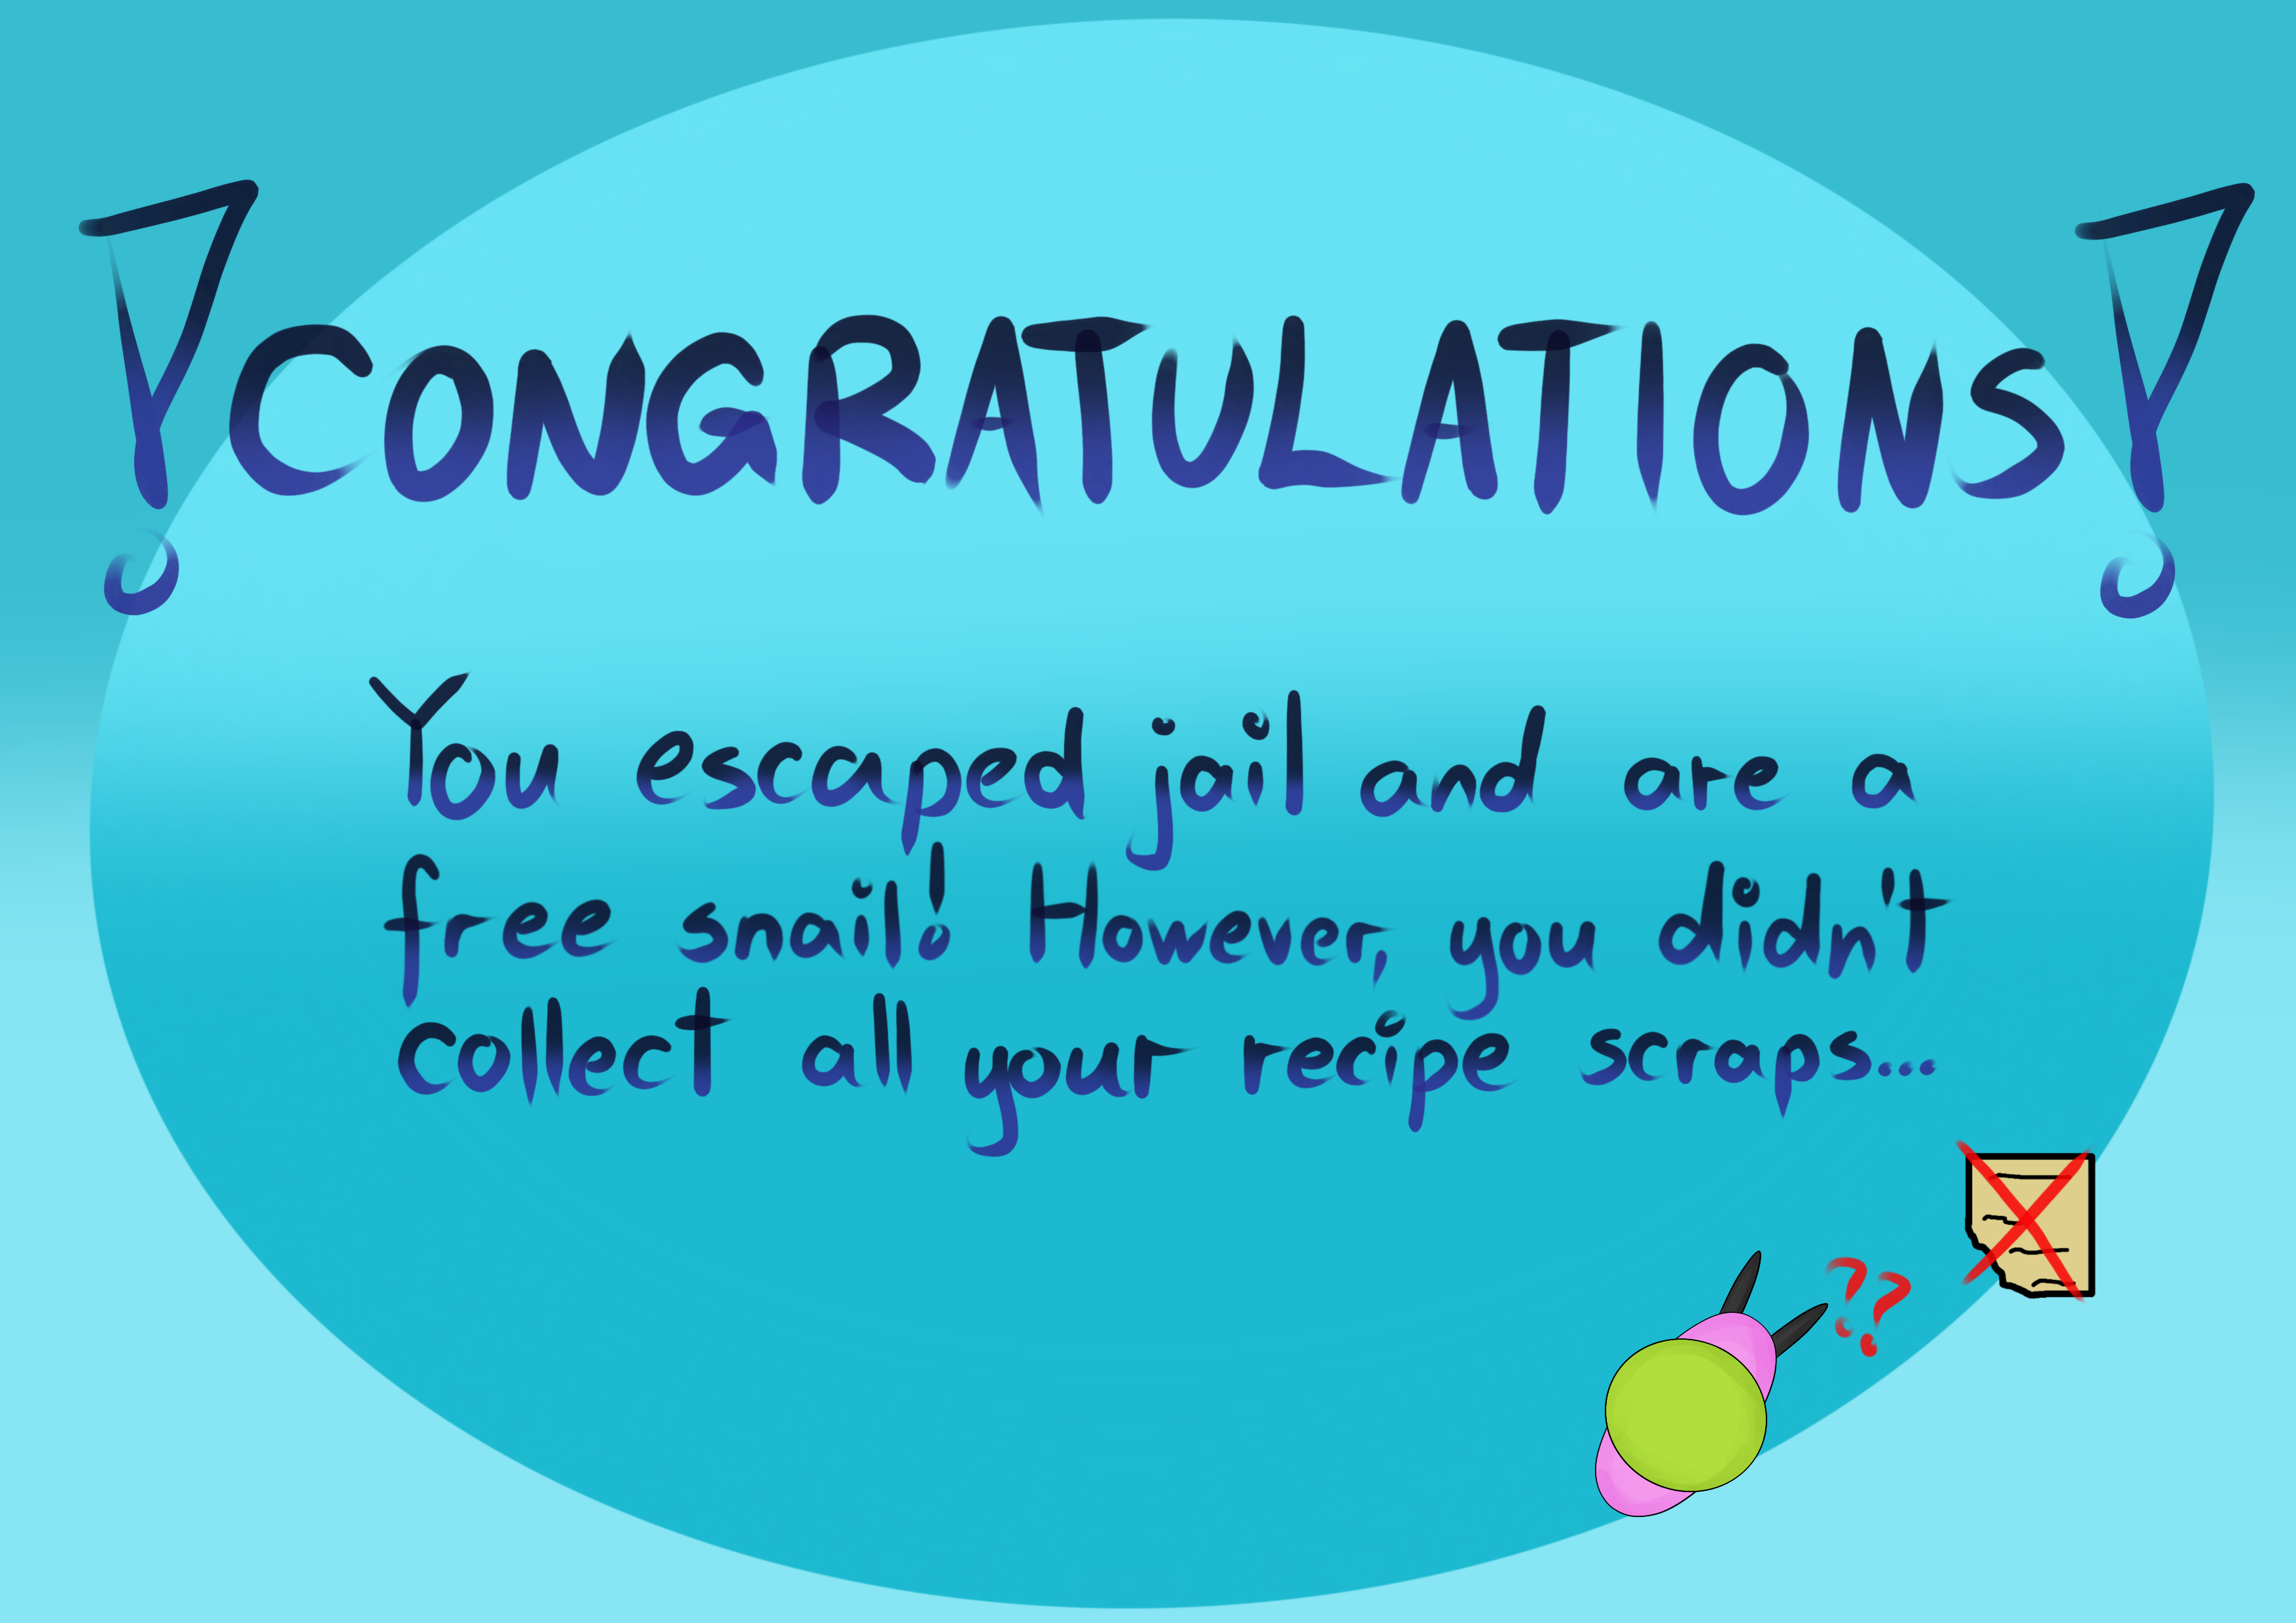 !CONGRATULATIONS!
You escaped jail and are a
free snail! However, you didn't
collect all your recipe scraps...
??